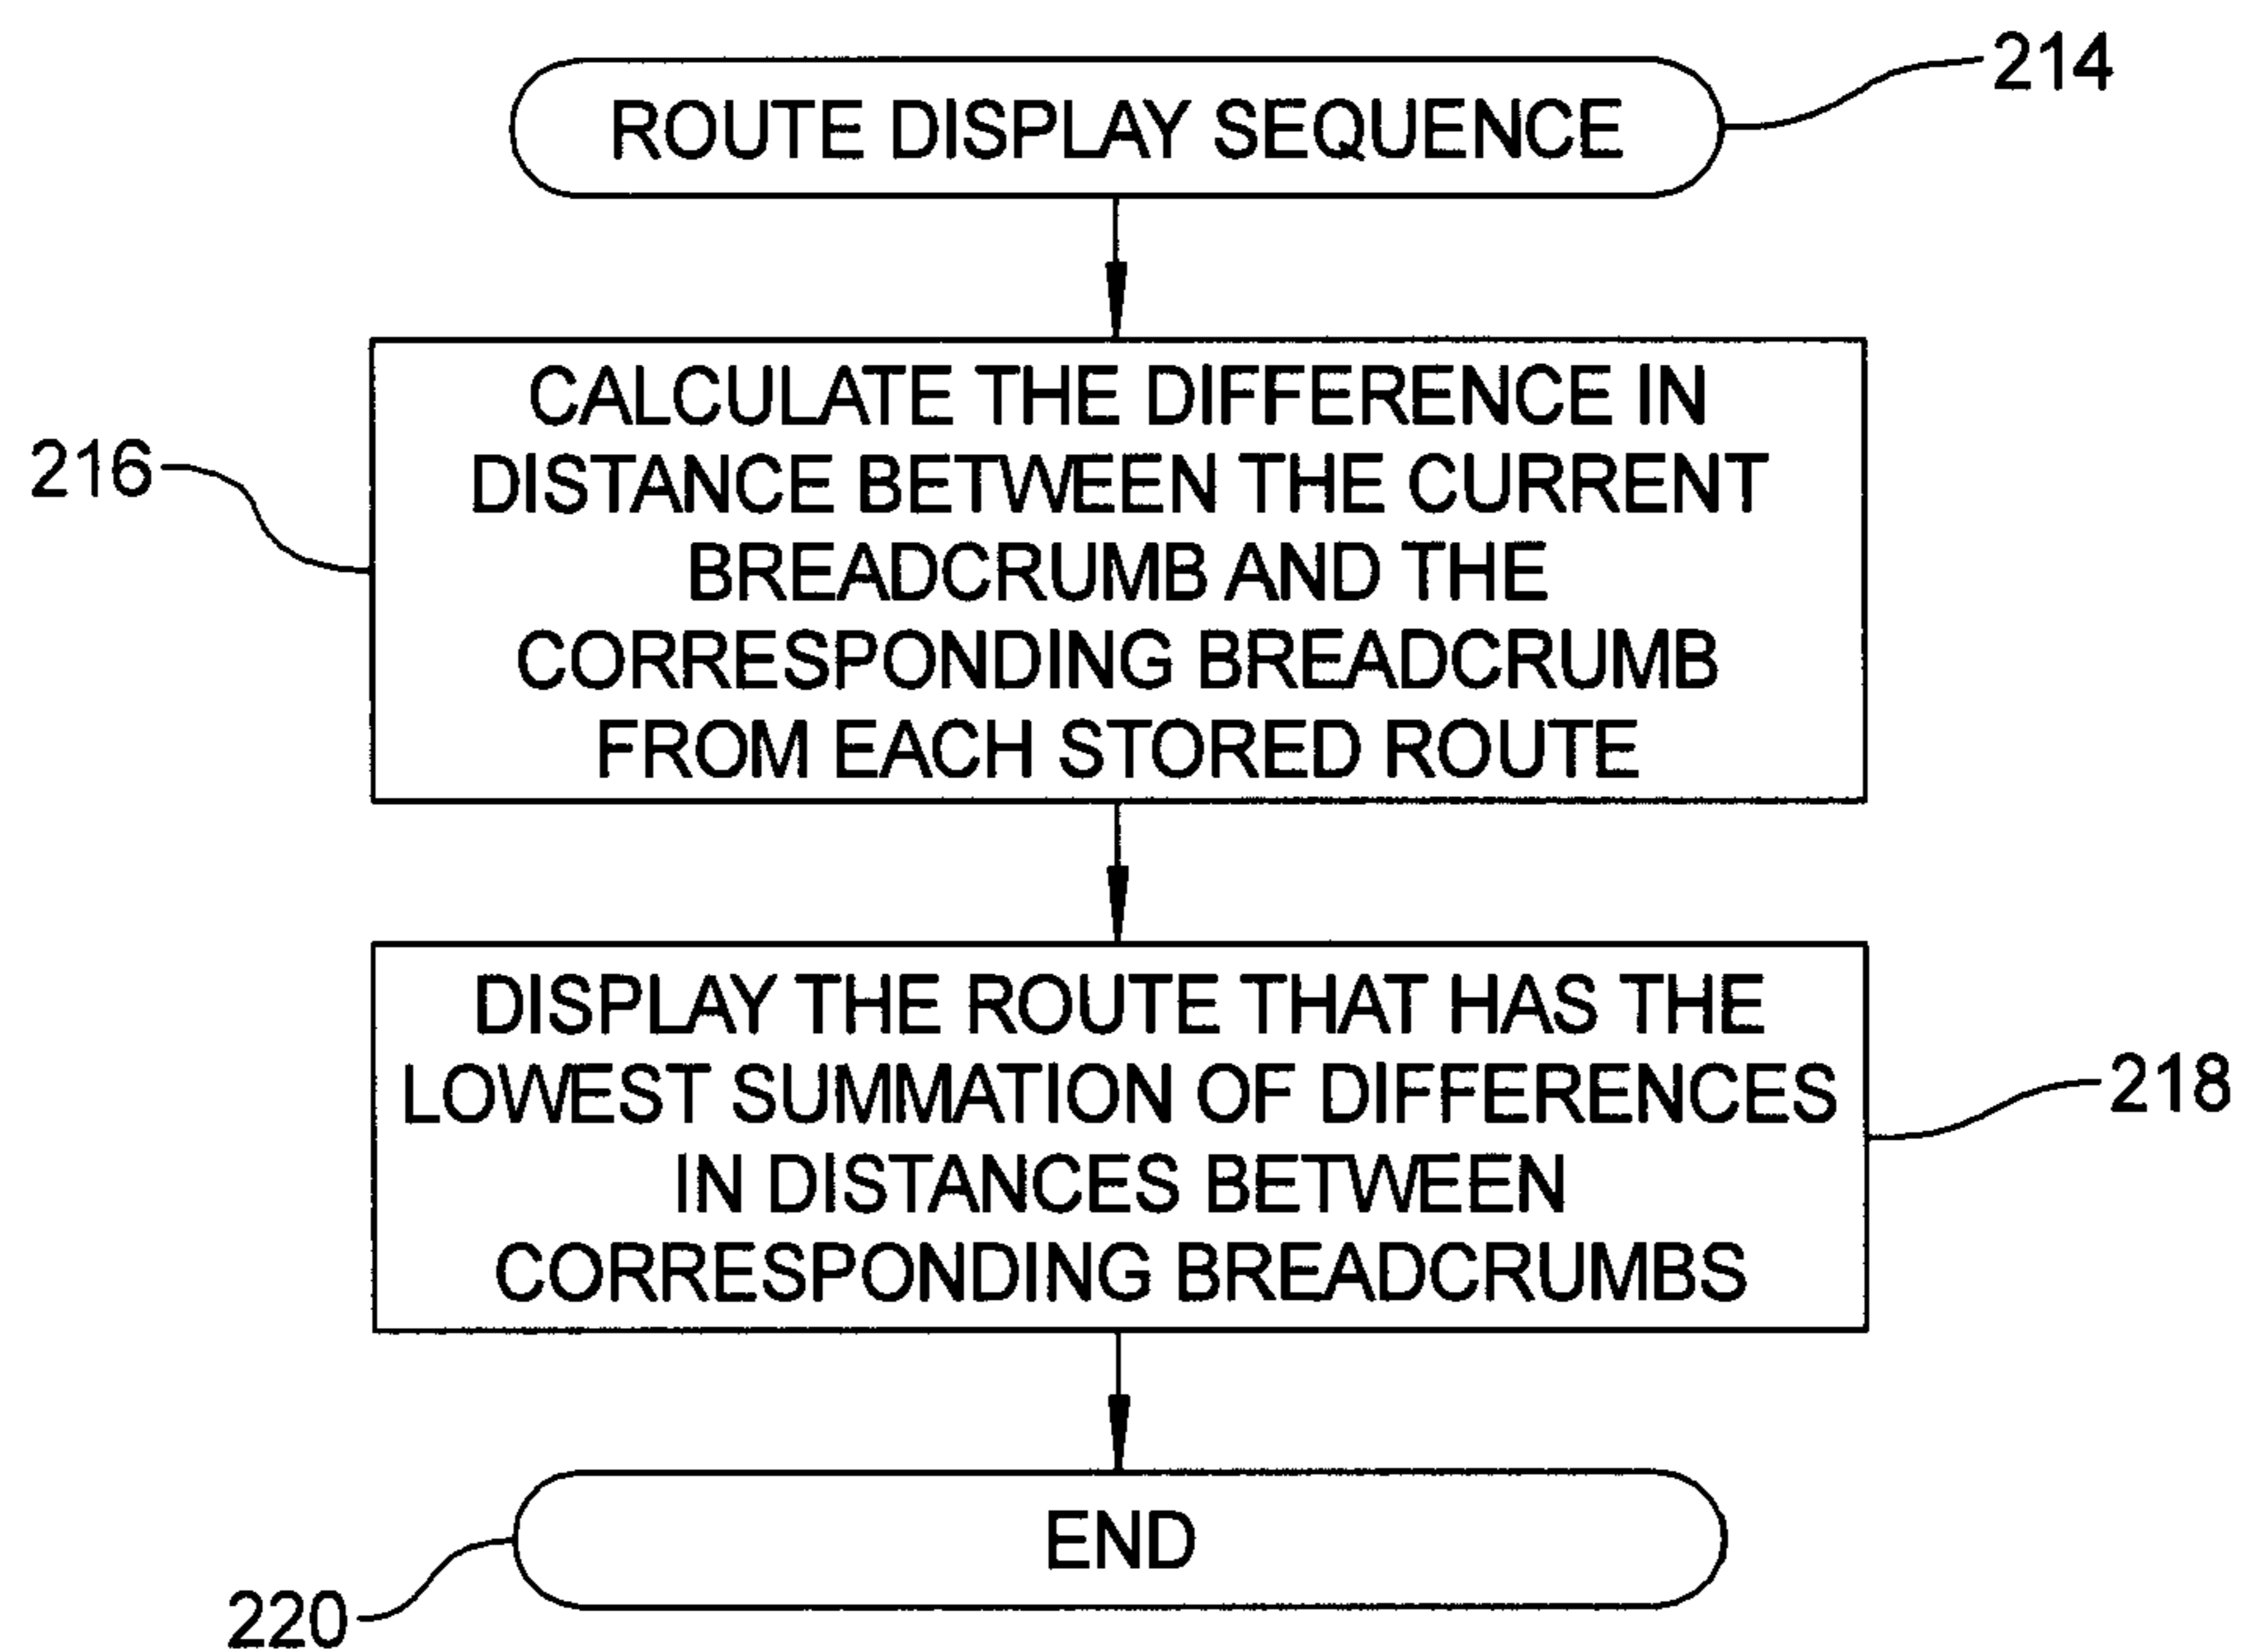 214
ROUTE DISPLAY SEQUENCE
CALCULATE THE DIFFERENCE IN
DISTANCE BETWEEN THE CURRENT
216
BREADCRUMB AND THE
CORRESPONDING BREADCRUMB
FROM EACH STORED ROUTE
DISPLAY THE ROUTE THAT HAS THE
LOWEST SUMMATION OF DIFFERENCES
218
IN DISTANCES BETWEEN
CORRESPONDING BREADCRUMBS
END
220